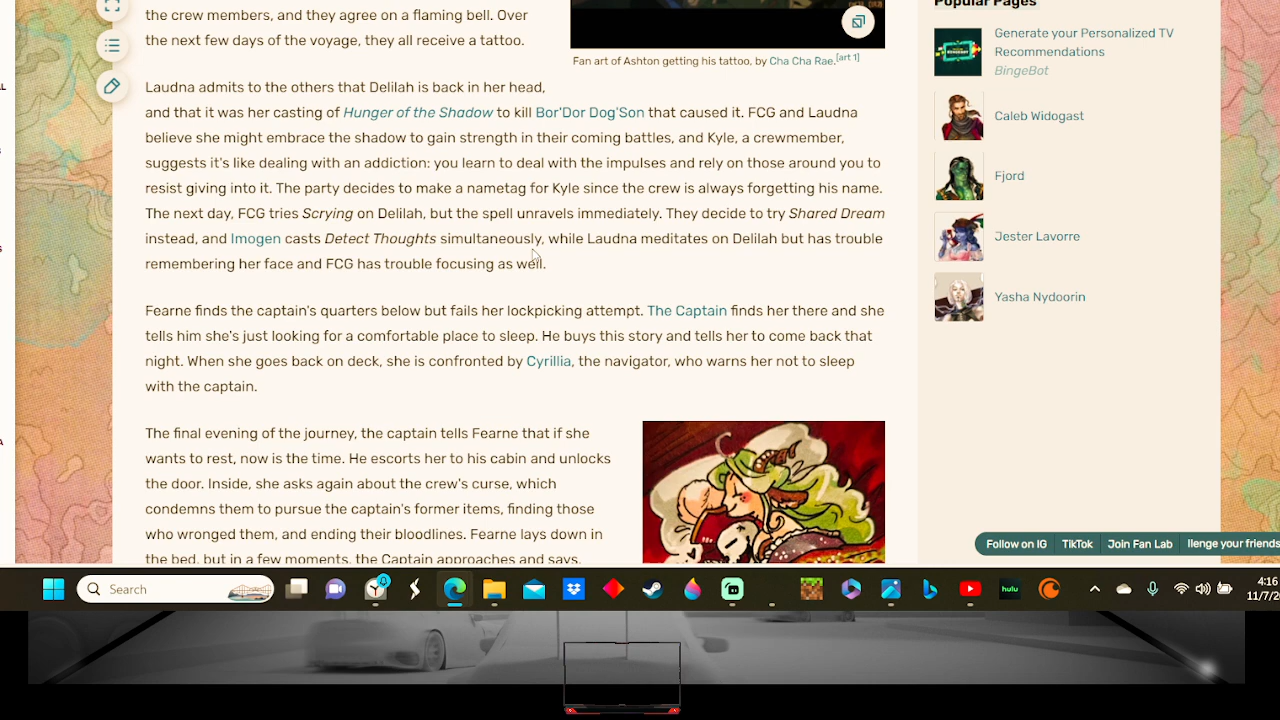 the crew members, and they agree on a flaming bell. Over
the next few days of the voyage, they all receive a tattoo.
Fan art of Ashton getting his tattoo, by Cha Cha Rae.[art 1]
Laudna admits to the others that Delilah is back in her head,
and that it was her casting of Hunger of the Shadow to kill Bor'Dor Dog'Son that caused it. FCG and Laudna
believe she might embrace the shadow to gain strength in their coming battles, and Kyle, a crewmember,
suggests it's like dealing with an addiction: you learn to deal with the impulses and rely on those around you to
resist giving into it. The party decides to make a nametag for Kyle since the crew is always forgetting his name.
The next day, FCG tries Scrying on Delilah, but the spell unravels immediately. They decide to try Shared Dream
instead, and Imogen casts Detect Thoughts simultaneously, while Laudna meditates on Delilah but has trouble
remembering her face and FCG has trouble focusing as well.
Fearne finds the captain's quarters below but fails her lockpicking attempt. The Captain finds her there and she
tells him she's just looking for a comfortable place to sleep. He buys this story and tells her to come back that
night. When she goes back on deck, she is confronted by Cyrillia, the navigator, who warns her not to sleep
with the captain.
The final evening of the journey, the captain tells Fearne that if she
wants to rest, now is the time. He escorts her to his cabin and unlocks
the door. Inside, she asks again about the crew's curse, which
condemns them to pursue the captain's former items, finding those
who wronged them, and ending their bloodlines. Fearne lays down in
the bed, but in a few moments, the Captain approaches and says,
Popular Pages
Generate your Personalized TV
Recommendations
BingeBot
Caleb Widogast
Fjord
Jester Lavorre
Yasha Nydoorin
Follow on IG
TikTok
Join Fan Lab
llenge your friends
Search
hulu
4:16
11/7/20